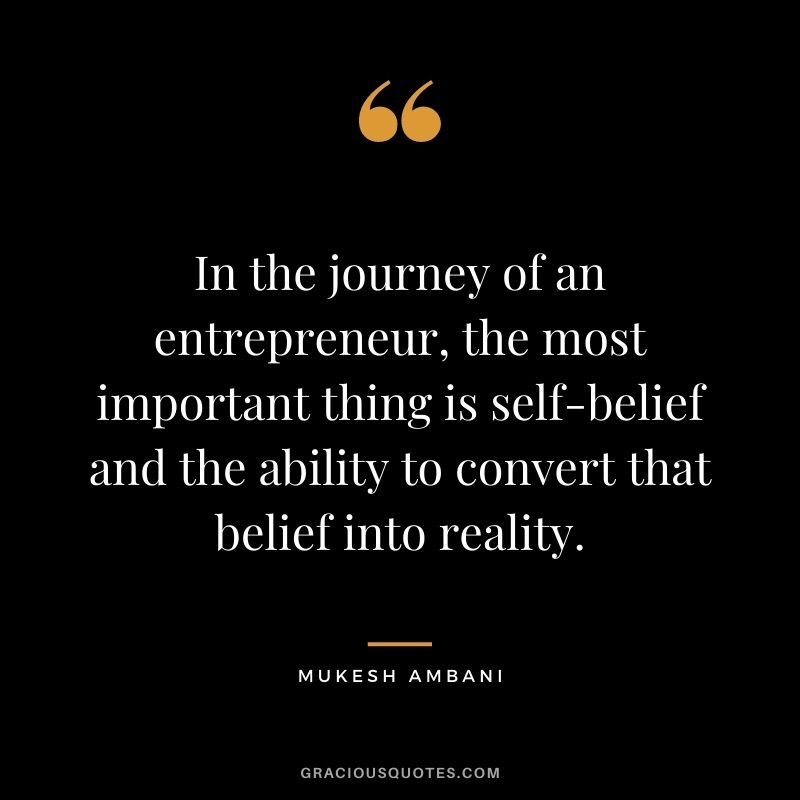 “
In the journey of an
entrepreneur, the most
important thing is self-belief
and the ability to convert that
belief into reality.
MUKESH AMBANI
GRACIOUSQUOTES.COM